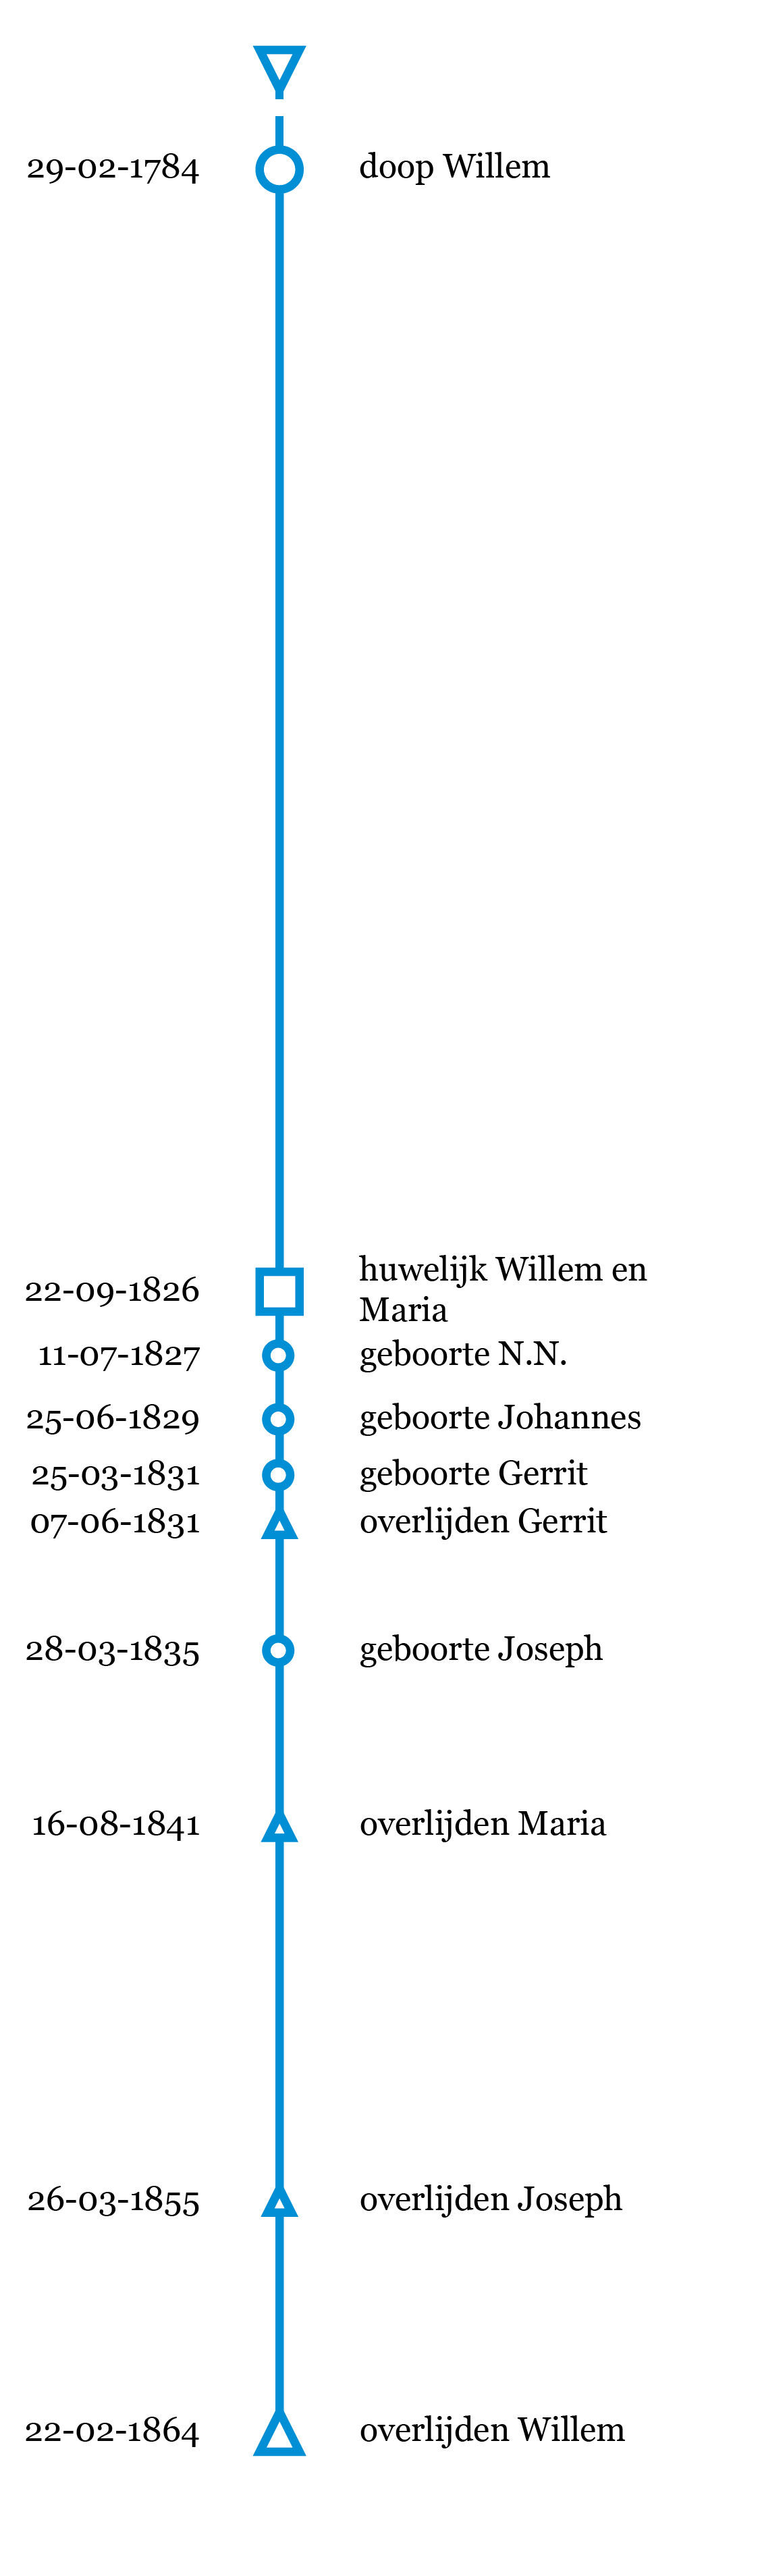 29-02-1784 doop Willem
22-09-1826 huwelijk Willem en
Maria
11-07-1827 geboorte N.N.
25-06-1829 geboorte Johannes
25-03-1831 geboorte Gerrit
07-06-1831 overlijden Gerrit
28-03-1835 geboorte Joseph
16-08-1841 overlijden Maria
26-03-1855 overlijden Joseph
22-02-1864 overlijden Willem